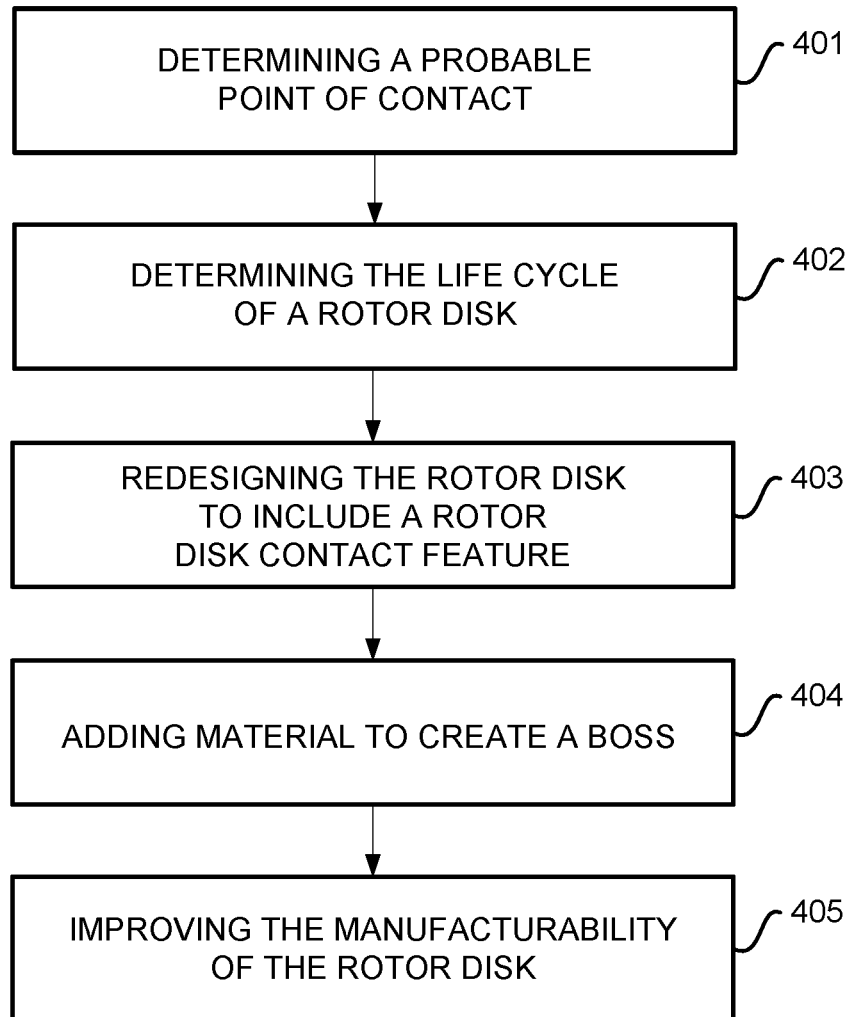 DETERMINING A PROBABLE
POINT OF CONTACT
401
DETERMINING THE LIFE CYCLE
OF A ROTOR DISK
402
REDESIGNING THE ROTOR DISK
TO INCLUDE A ROTOR
DISK CONTACT FEATURE
403
ADDING MATERIAL TO CREATE A BOSS
404
IMPROVING THE MANUFACTURABILITY
OF THE ROTOR DISK
405